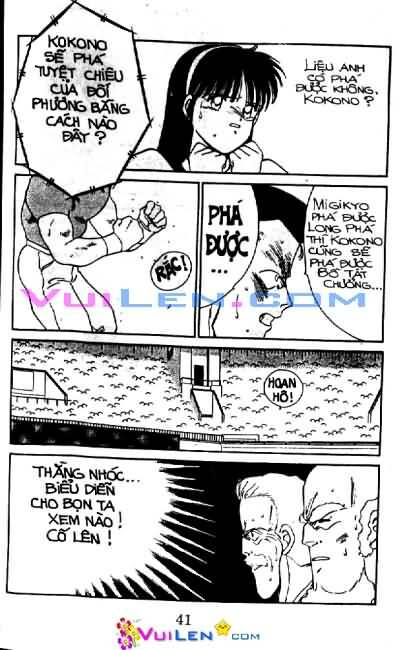 KOKONO
SẼ PHÁ
TUYỆT CHIÊU
CỦA ĐỐI
PHƯƠNG BẰNG
CÁCH NÀO
ĐÂY ?
LIỆU ANH
CÓ PHÁ
ĐƯỢC KHÔNG,
KOKONO ?
MIGIKYO
PHÁ ĐƯỢC
LONG PHÁ
THÌ KOKONO
CŨNG SẼ
PHÁ ĐƯỢC
BỐ TÁT
CHƯỞNG...
PHÁ
ĐƯỢC
...
RẮC!
VUILEN.COM
HOAN
HÔ!
THẰNG NHÓC...
BIỂU DIỄN
CHO BỌN TA
XEM NÀO!
CỐ LÊN!
41
VUILEN.COM